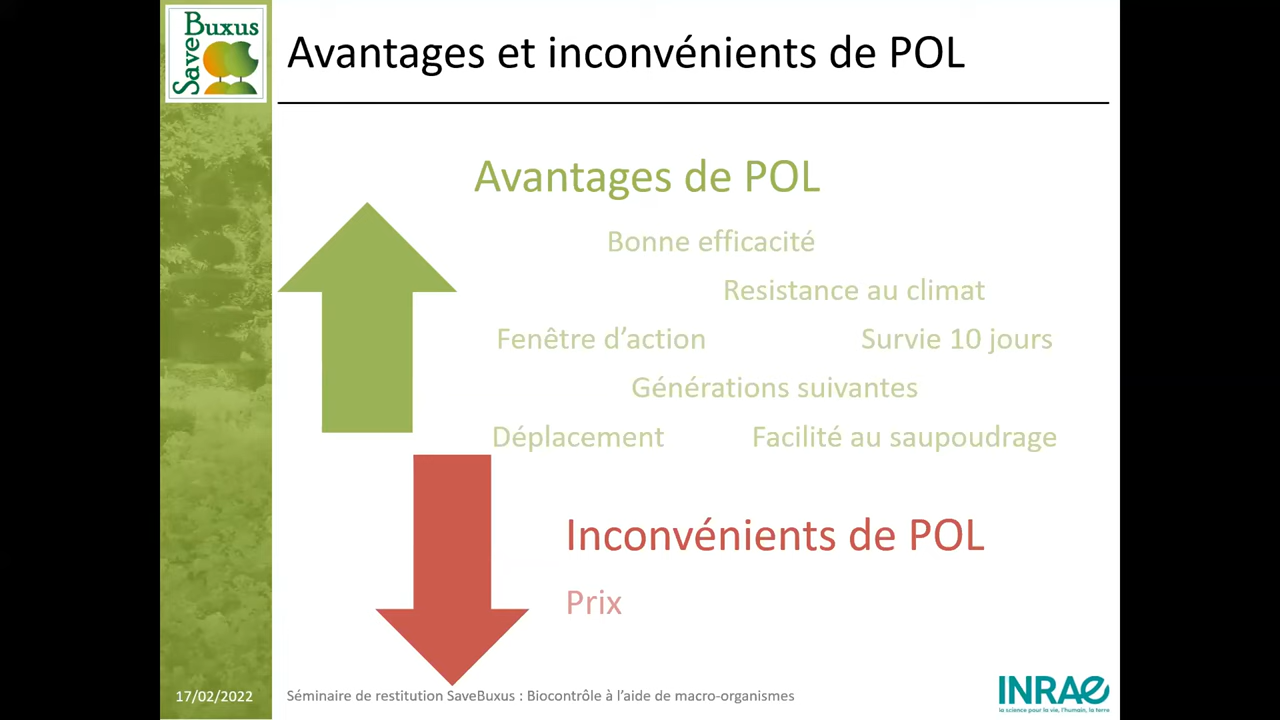 Save Buxus
Avantages et inconvénients de POL
Avantages de POL
Bonne efficacité
Resistance au climat
Fenêtre d’action Survie 10 jours
Générations suivantes
Déplacement Facilité au saupoudrage
Inconvénients de POL
Prix
17/02/2022 Séminaire de restitution SaveBuxus : Biocontrôle à l’aide de macro-organismes
INRAE
la science pour la vie, l’humain, la terre